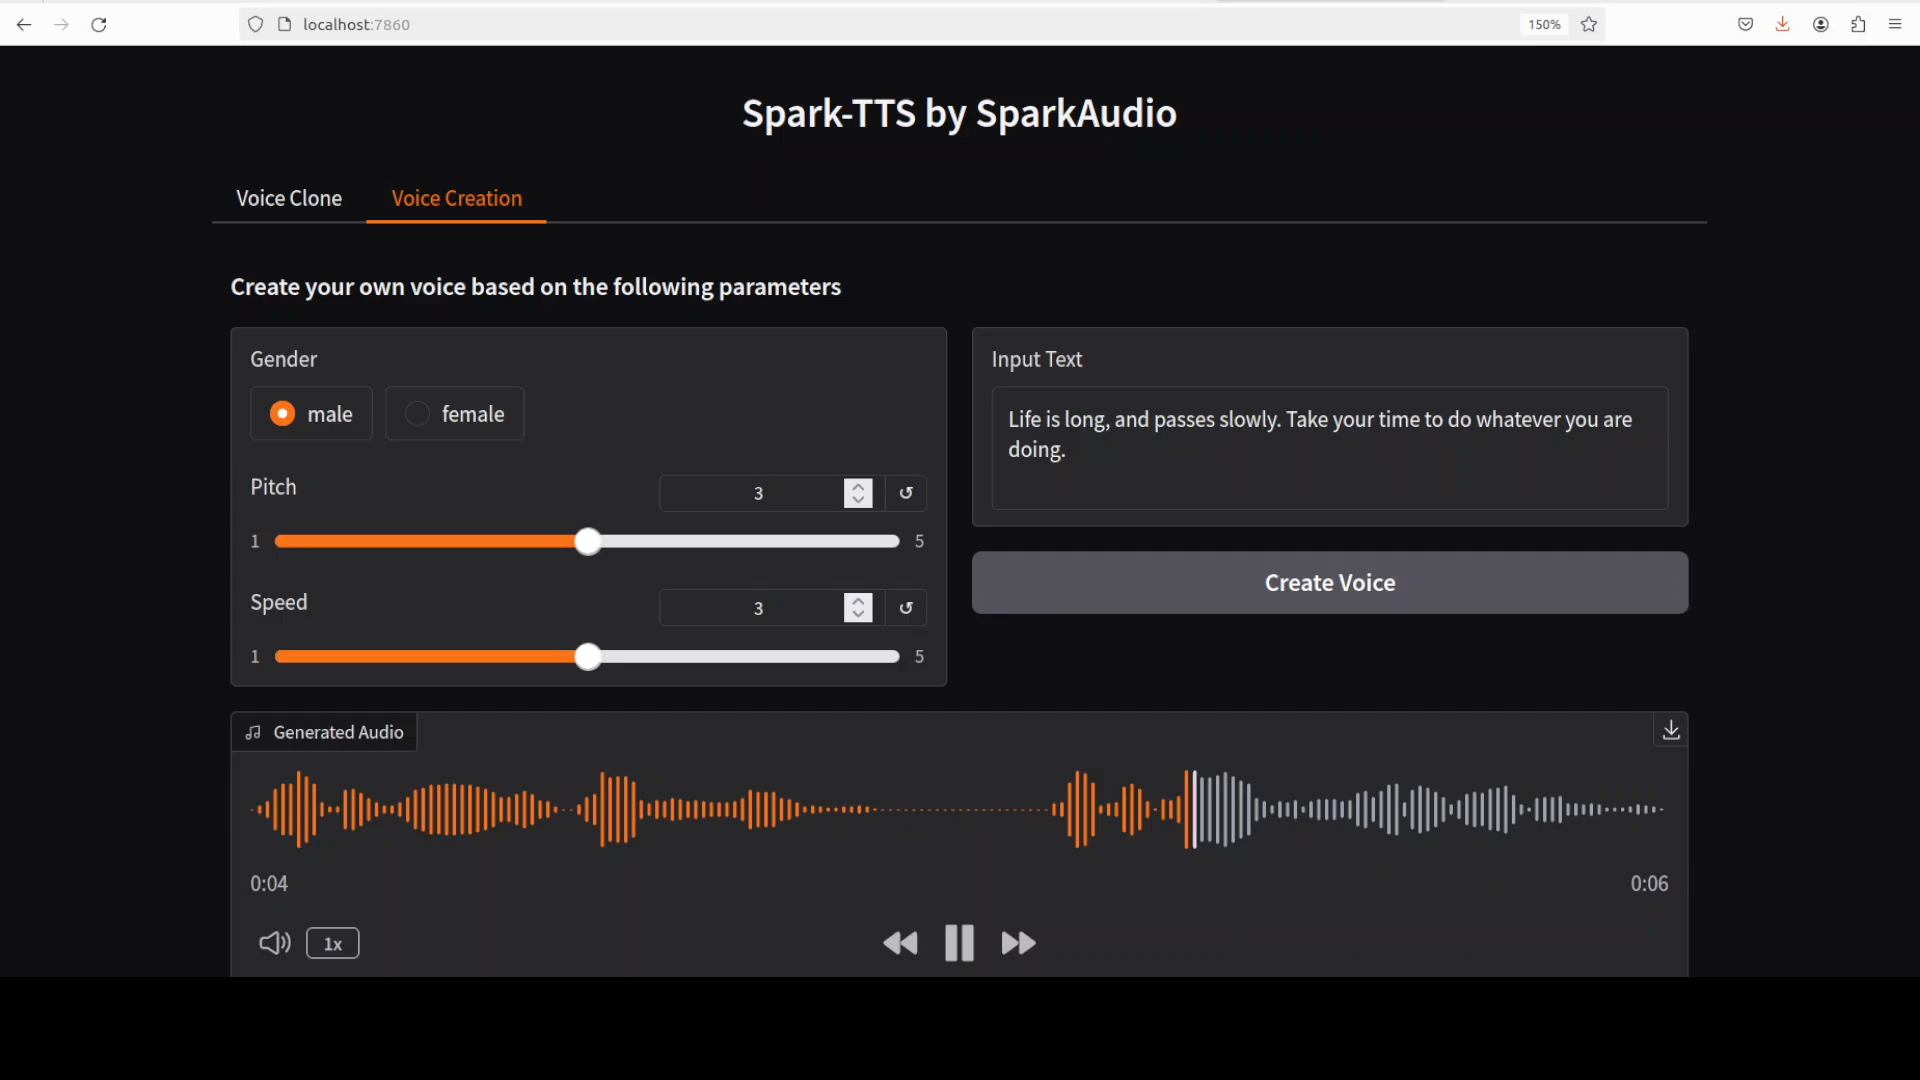 localhost:7860
150%
Spark-TTS by SparkAudio
Voice Clone
Voice Creation
Create your own voice based on the following parameters
Gender
male
female
Pitch
3
1
5
Speed
3
1
5
Input Text
Life is long, and passes slowly. Take your time to do whatever you are
doing.
Create Voice
Generated Audio
0:04
0:06
1x